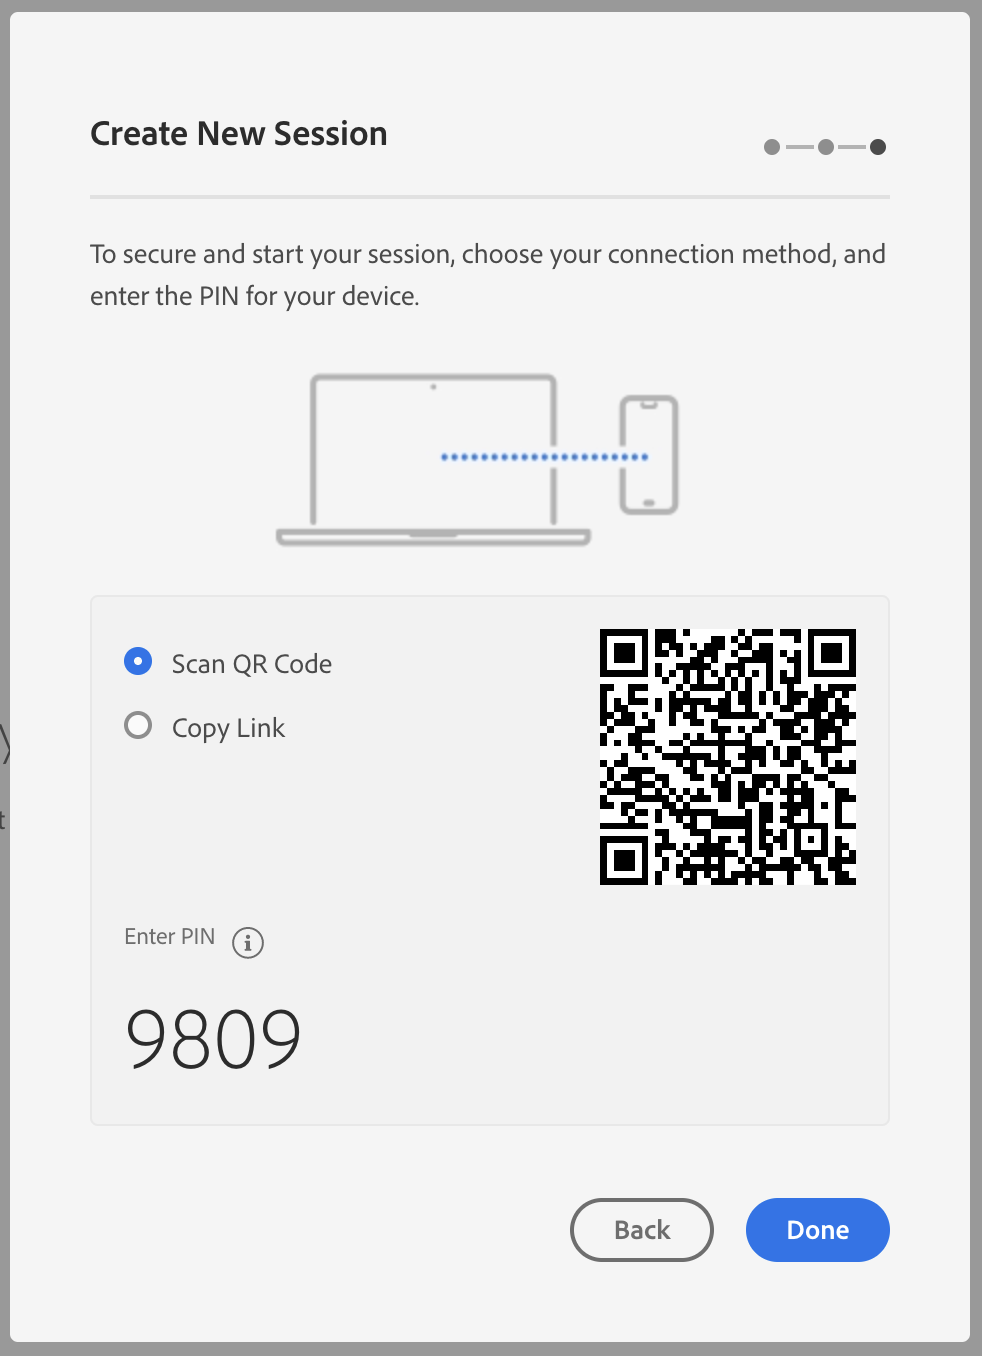 Create New Session
To secure and start your session, choose your connection method, and
enter the PIN for your device.
Scan QR Code
Copy Link
t
Enter PIN
9809
Back
Done